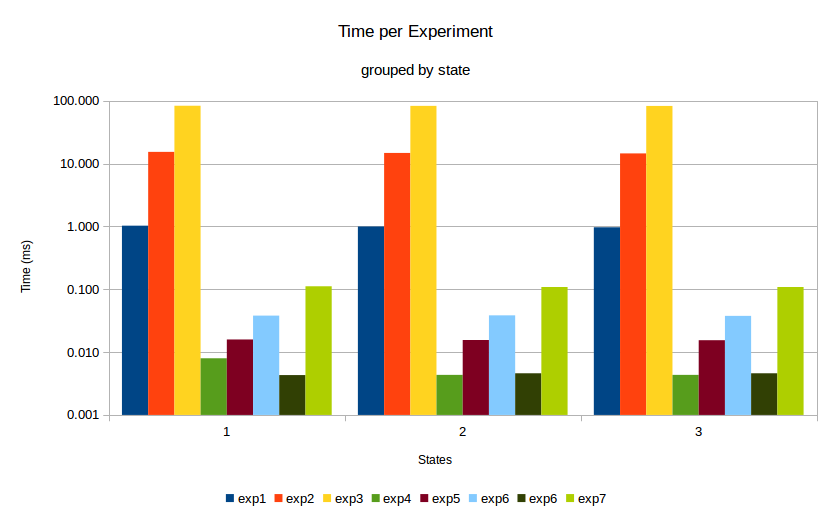 Time per Experiment
grouped by state
100.000
10.000
1.000
0.100
0.010
0.001
Time (ms)
1 2 3
States
exp1 exp2 exp3 exp4 exp5 exp6 exp6 exp7